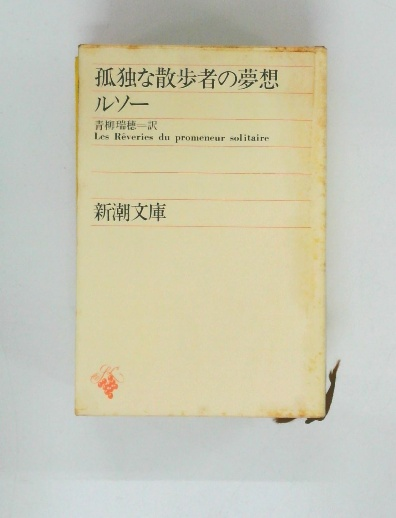 孤独な散歩者の夢想
ルソー
青柳瑞穂=訳
Les Rêveries du promeneur solitaire
新潮文庫